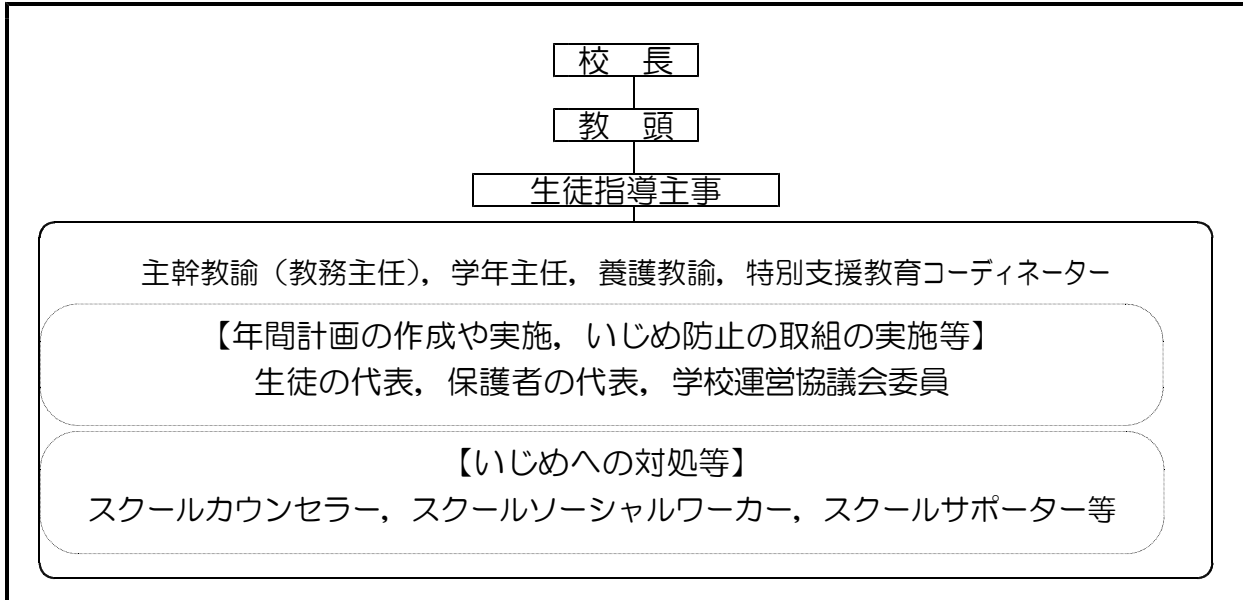 校　長
教　頭
生徒指導主事
主幹教諭（教務主任），学年主任，養護教諭，特別支援教育コーディネーター
【年間計画の作成や実施，いじめ防止の取組の実施等】
生徒の代表，保護者の代表，学校運営協議会委員
【いじめへの対処等】
スクールカウンセラー，スクールソーシャルワーカー，スクールサポーター等